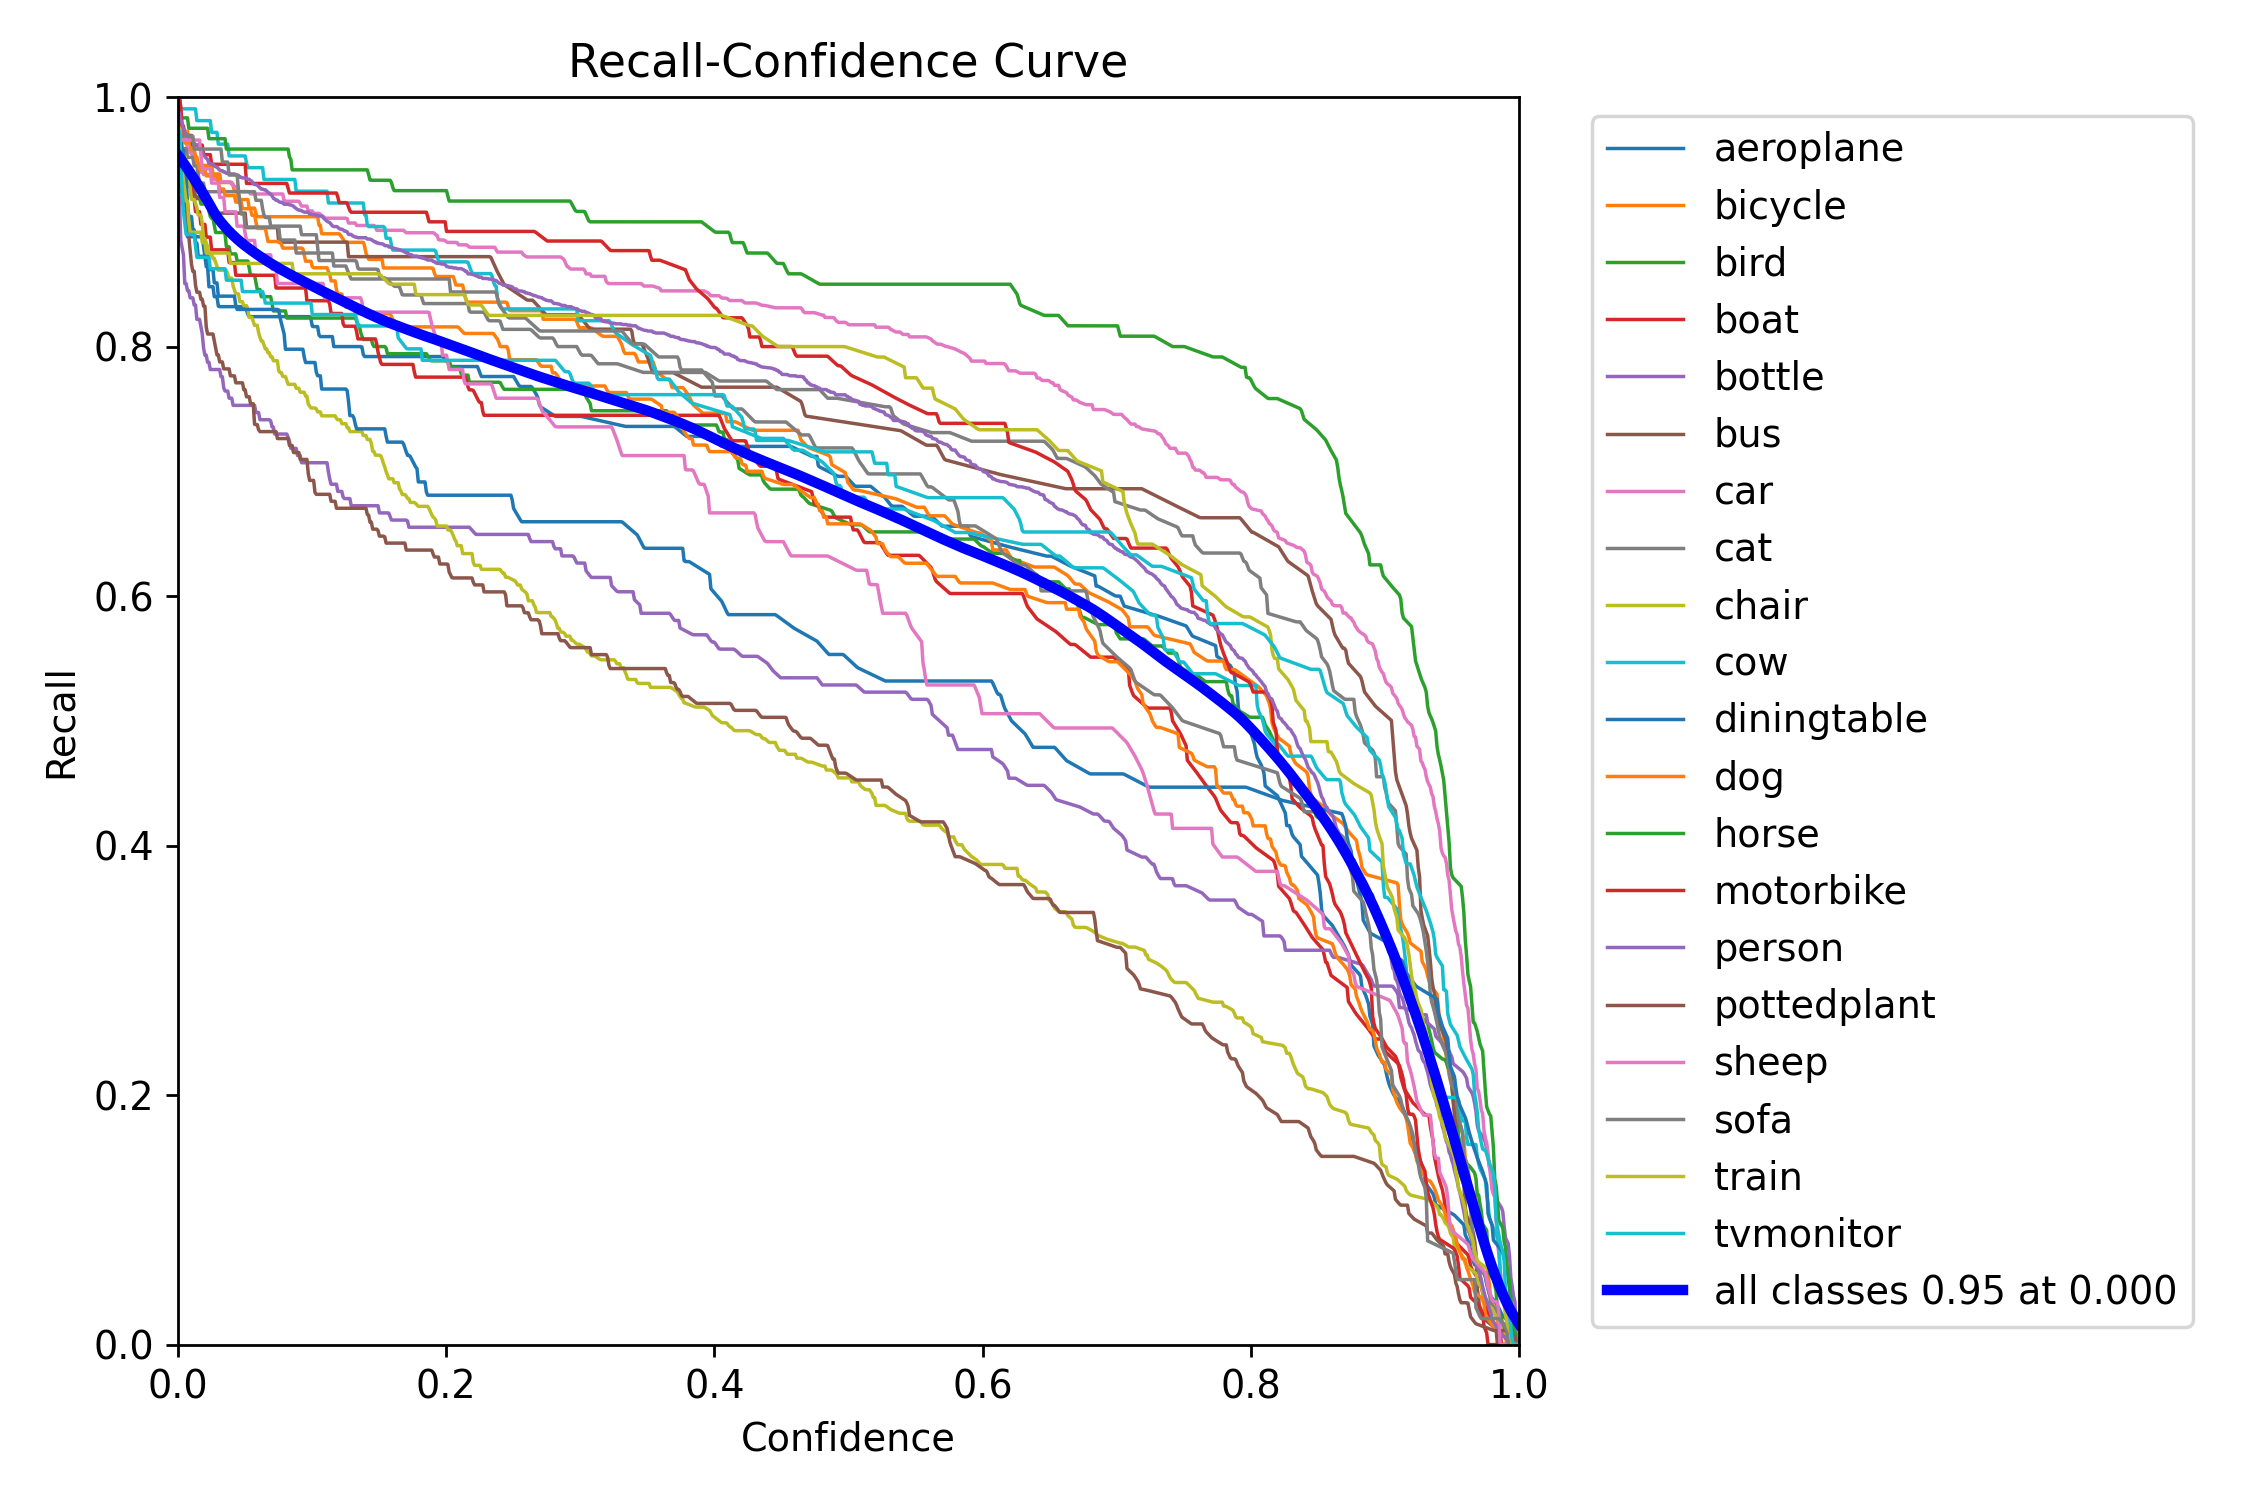 Recall-Confidence Curve
1.0
0.8
0.6
0.4
0.2
0.0
Recall
0.0 0.2 0.4 0.6 0.8 1.0
Confidence
aeroplane
bicycle
bird
boat
bottle
bus
car
cat
chair
cow
diningtable
dog
horse
motorbike
person
pottedplant
sheep
sofa
train
tvmonitor
all classes 0.95 at 0.000